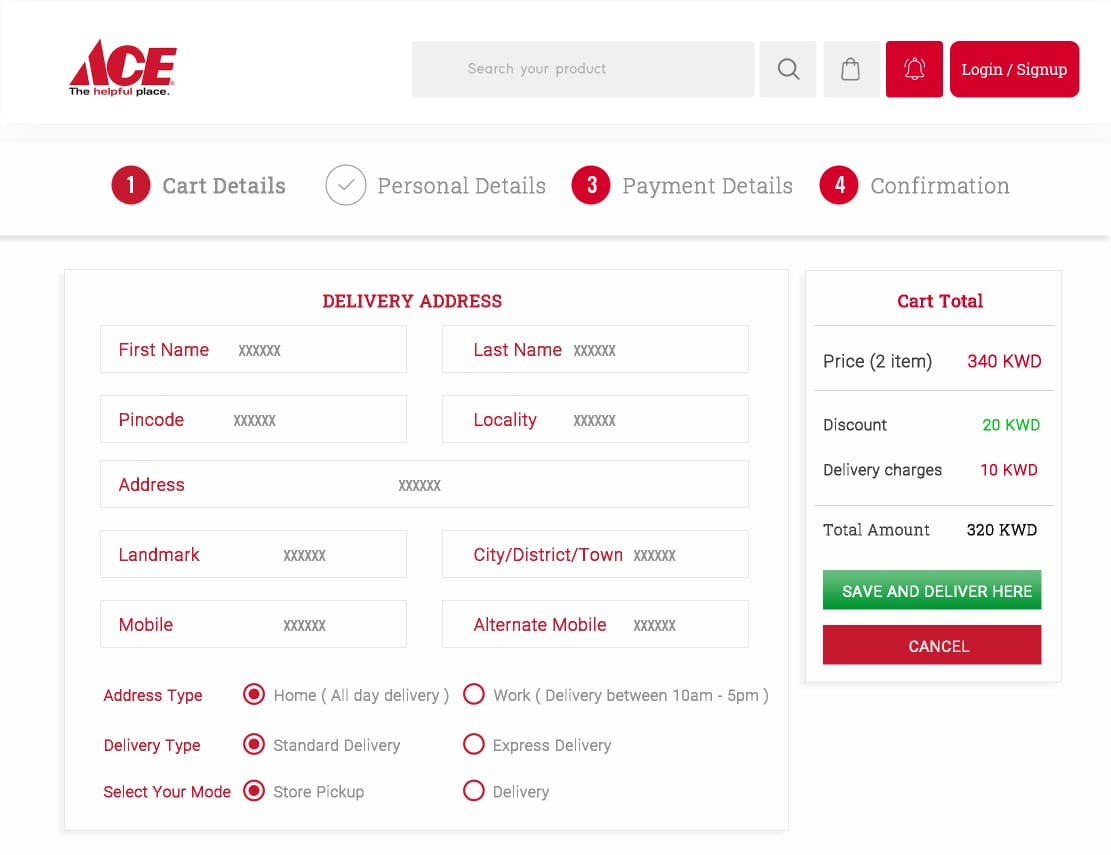 ACE
The helpful place.
Search your product
Login / Signup
1 Cart Details
Personal Details
3 Payment Details
4 Confirmation
DELIVERY ADDRESS
First Name XXXXXX
Last Name XXXXXX
Pincode XXXXXX
Locality XXXXXX
Address XXXXXX
Landmark XXXXXX
City/District/Town XXXXXX
Mobile XXXXXX
Alternate Mobile XXXXXX
Address Type Home ( All day delivery ) Work ( Delivery between 10am - 5pm )
Delivery Type Standard Delivery Express Delivery
Select Your Mode Store Pickup Delivery
Cart Total
Price (2 item) 340 KWD
Discount 20 KWD
Delivery charges 10 KWD
Total Amount 320 KWD
SAVE AND DELIVER HERE
CANCEL